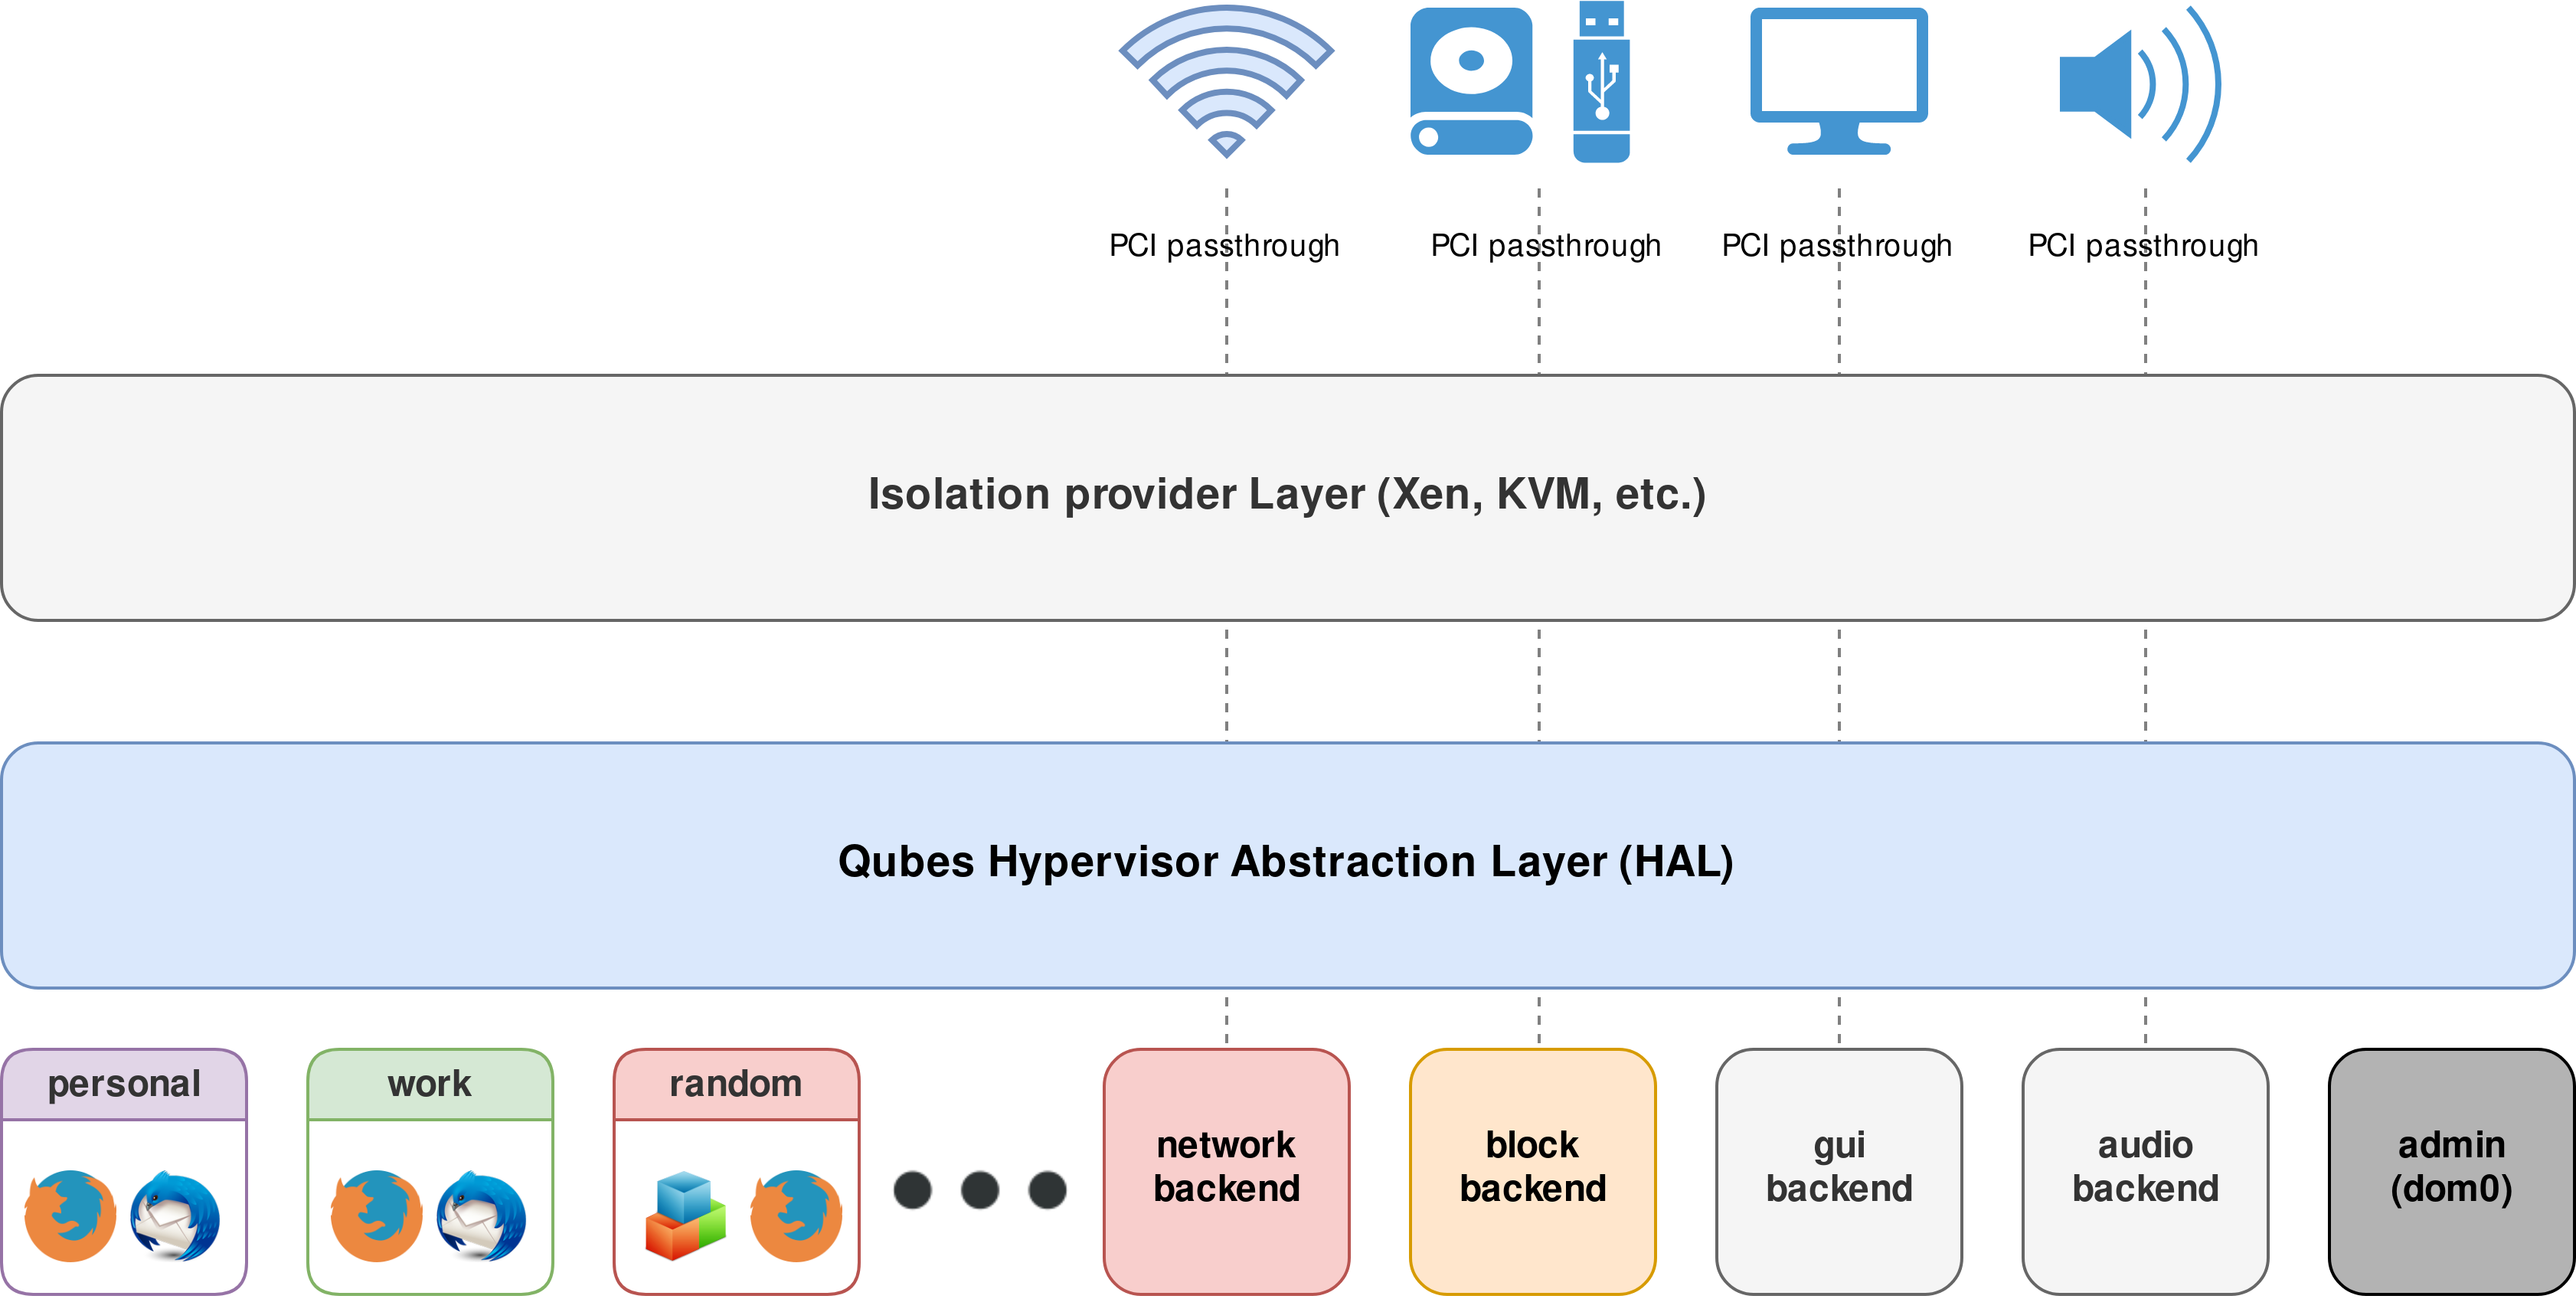 PCI passthrough
PCI passthrough
PCI passthrough
PCI passthrough
Isolation provider Layer (Xen, KVM, etc.)
Qubes Hypervisor Abstraction Layer (HAL)
personal
work
random
network
backend
block
backend
gui
backend
audio
backend
admin
(dom0)